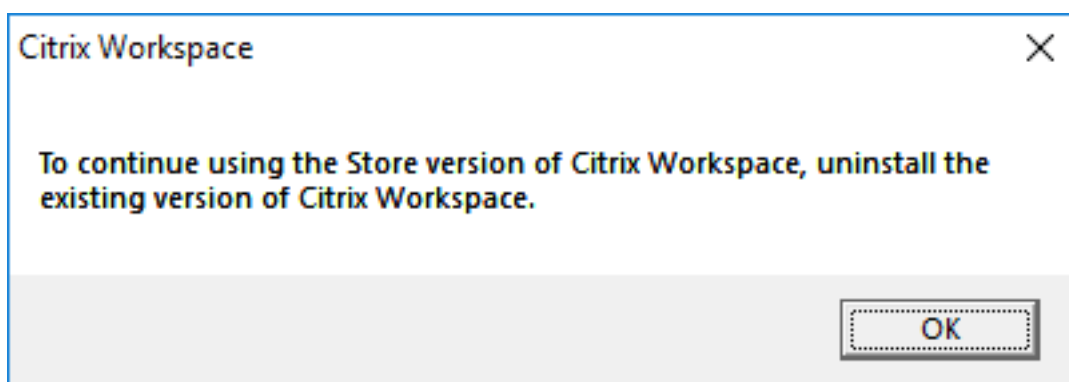 Citrix Workspace
To continue using the Store version of Citrix Workspace, uninstall the
existing version of Citrix Workspace.
OK